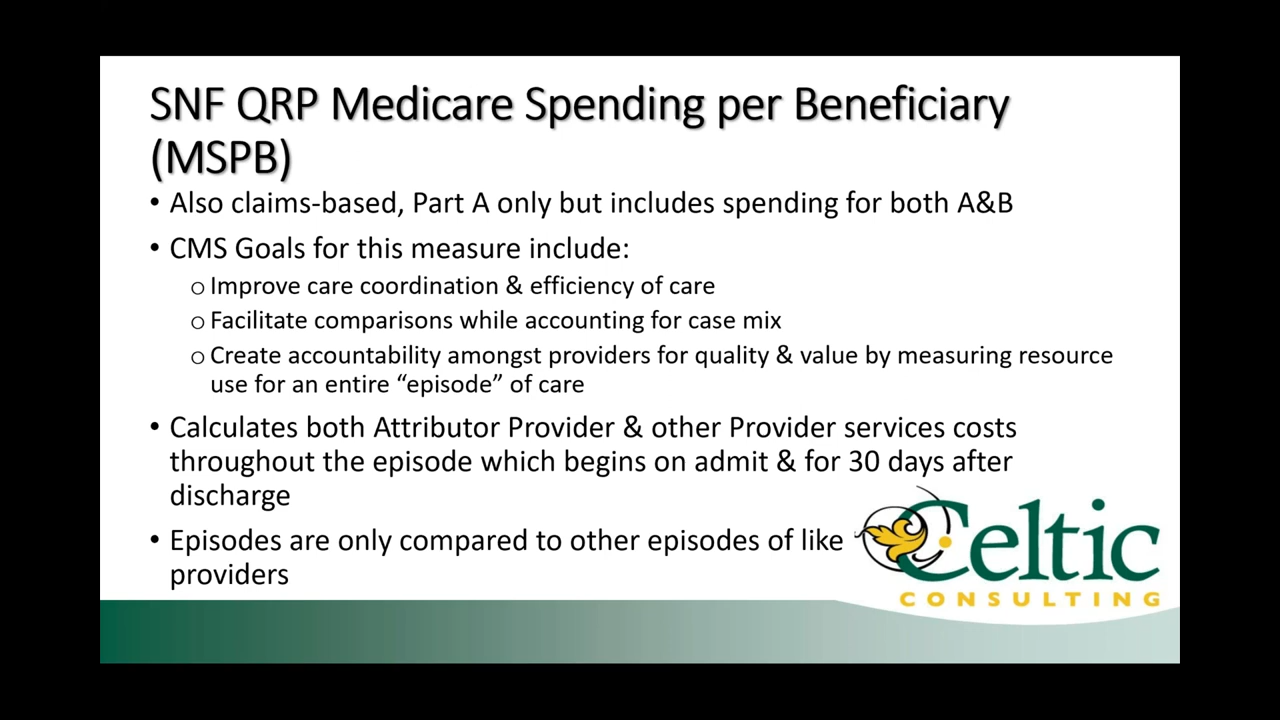 SNF QRP Medicare Spending per Beneficiary
(MSPB)
• Also claims-based, Part A only but includes spending for both A&B
• CMS Goals for this measure include:
o Improve care coordination & efficiency of care
o Facilitate comparisons while accounting for case mix
o Create accountability amongst providers for quality & value by measuring resource
use for an entire “episode” of care
• Calculates both Attributor Provider & other Provider services costs
throughout the episode which begins on admit & for 30 days after
discharge
• Episodes are only compared to other episodes of like
providers
Celtic
CONSULTING